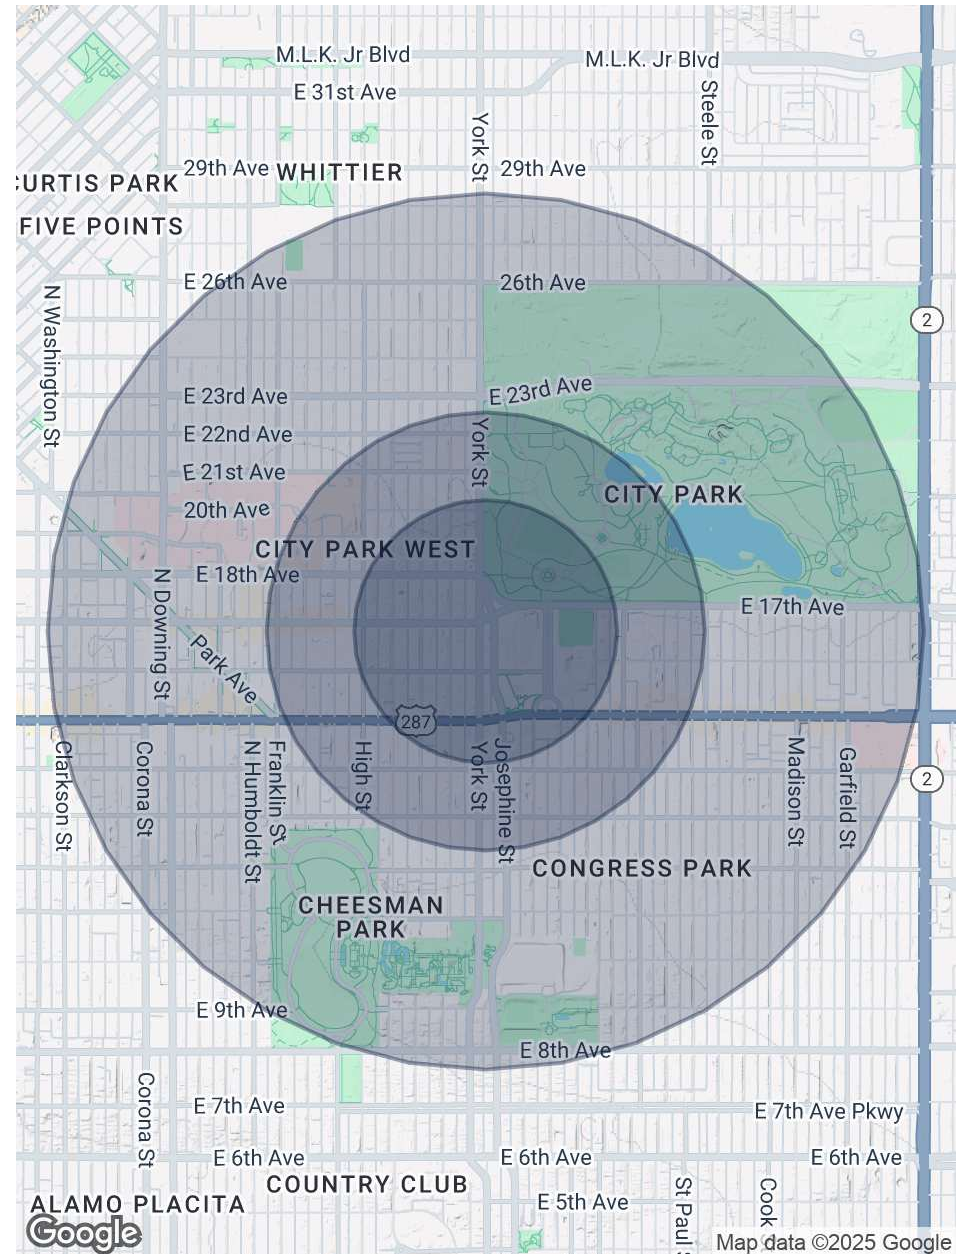 M.L.K. Jr Blvd
M.L.K. Jr Blvd
E 31st Ave
Steele St
York St
29th Ave
WHITTIER
29th Ave
CURTIS PARK
FIVE POINTS
E 26th Ave
26th Ave
N Washington St
2
E 23rd Ave
E 23rd Ave
E 22nd Ave
York St
E 21st Ave
20th Ave
CITY PARK
CITY PARK WEST
E 18th Ave
N Downing St
E 17th Ave
Park Ave
287
Clarkson St
Corona St
N Humboldt St
Franklin St
High St
York St
Josephine St
Madison St
Garfield St
2
CONGRESS PARK
CHEESMAN
PARK
E 9th Ave
E 8th Ave
Corona St
E 7th Ave
E 7th Ave Pkwy
E 6th Ave
E 6th Ave
E 6th Ave
COUNTRY CLUB
St Paul S
Cook
E 5th Ave
ALAMO PLACITA
Google
Map data ©2025 Google